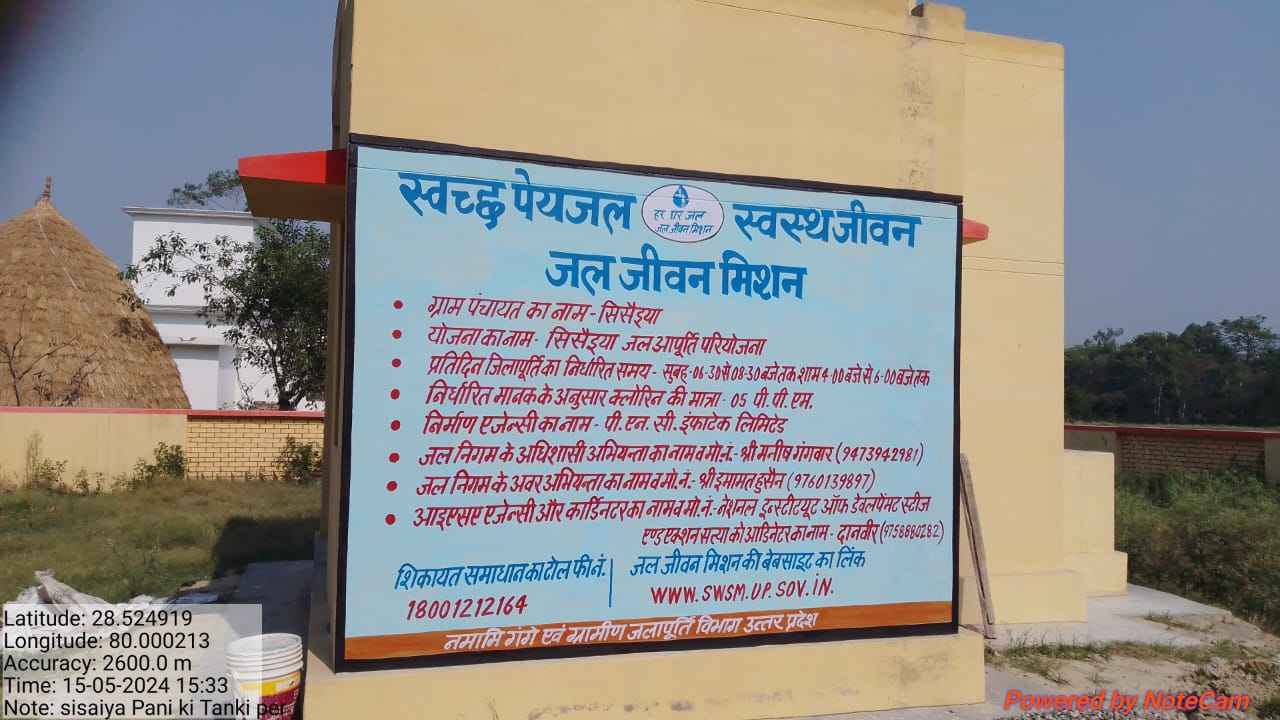 स्वच्छ पेयजल
हर घर जल
जल जीवन मिशन
स्वस्थ जीवन
जल जीवन मिशन
• ग्राम पंचायत का नाम - सिसैइया
• योजना का नाम - सिसैइया जल आपूर्ति परियोजना
• प्रतिदिन जिलापूर्ति का निर्धारित समय - सुबह-06-30 से 08-30 बजे तक शाम 4-00 बजे से 6-00 बजे तक
• निर्धारित मानक के अनुसार क्लोरिन की मात्रा - 05 पी. पी. एम.
• निर्माण एजेन्सी का नाम - पी. एन. सी. इंफाटेक लिमिटेड
• जल निगम के अधिशासी अभियन्ता का नाम व मो.नं.- श्री मनीष गंगवार (9473942981)
• जल निगम के अवर अभियन्ता का नाम व मो.नं.- श्री इमामत हुसैन (9760139897)
• आइएसए एजेन्सी और कार्डिनटर का नाम व मो.नं.- नेशनल इन्स्टीटयूट ऑफ डेवलपेंमट स्टीज
एण्ड एक्शन सत्या कोआडिनेटर का नाम - दानवीर (9758880282)
शिकायत समाधान का टोल फ्री नं.
18001212164
जल जीवन मिशन की बेबसाइट का लिंक
WWW.SWSM.UP.SOV.iN.
नमामि गंगे एवं ग्रामीण जलापूर्ति विभाग उत्तर प्रदेश
Latitude: 28.524919
Longitude: 80.000213
Accuracy: 2600.0 m
Time: 15-05-2024 15:33
Note: sisaiya Pani ki Tanki per
Powered by NoteCam